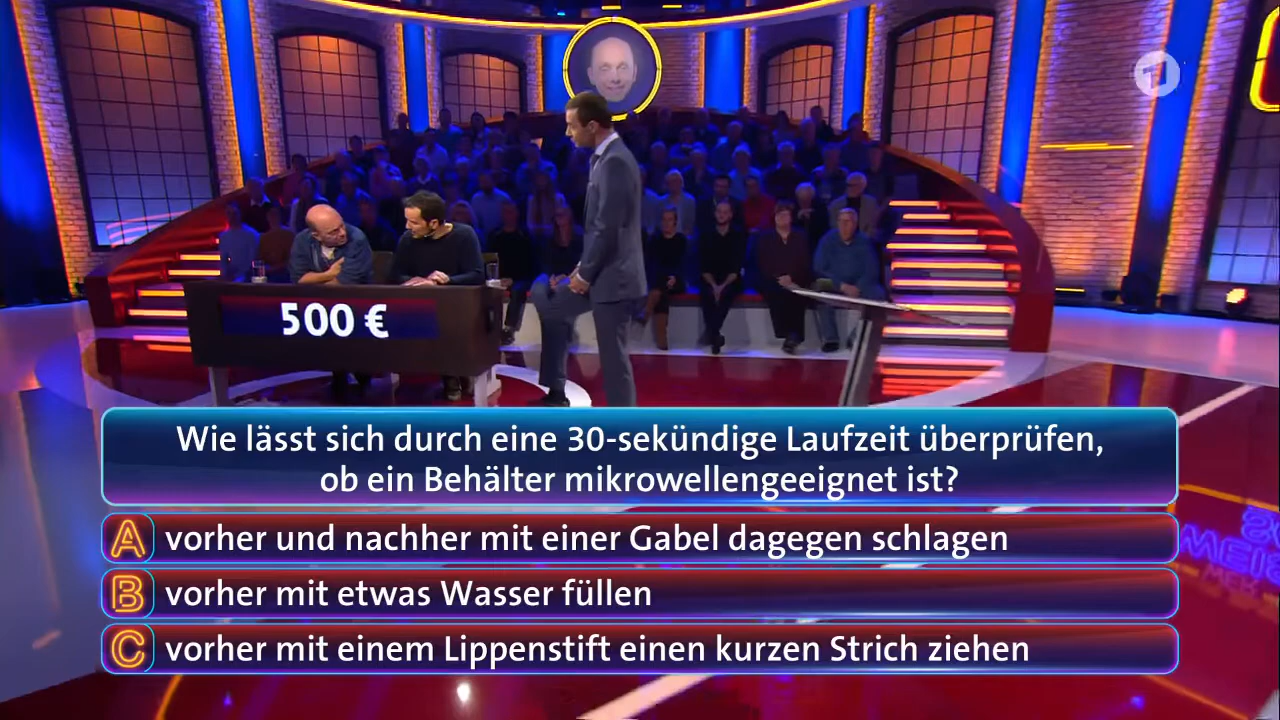 1
500 €
Wie lässt sich durch eine 30-sekündige Laufzeit überprüfen,
ob ein Behälter mikrowellengeeignet ist?
A vorher und nachher mit einer Gabel dagegen schlagen
B vorher mit etwas Wasser füllen
C vorher mit einem Lippenstift einen kurzen Strich ziehen